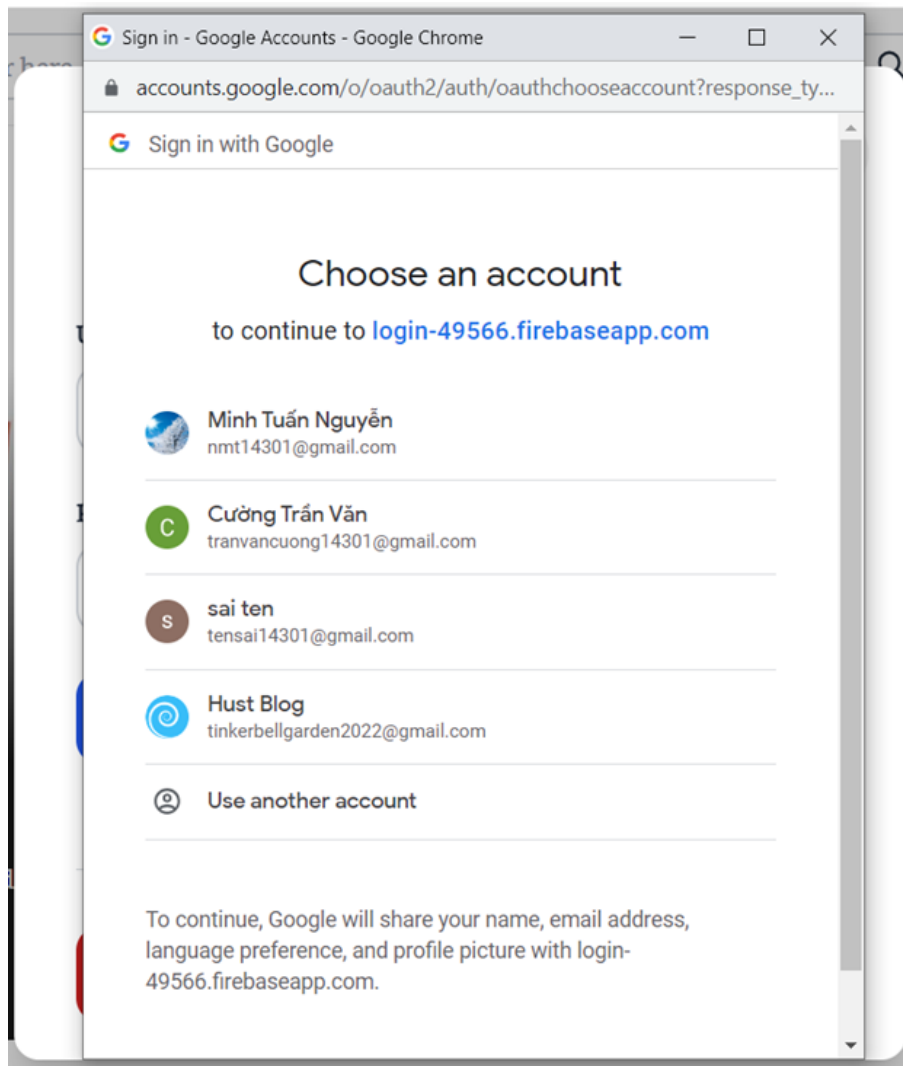 Sign in - Google Accounts - Google Chrome
here
accounts.google.com/o/oauth2/auth/oauthchooseaccount?response_ty...
Sign in with Google
Choose an account
to continue to login-49566.firebaseapp.com
Minh Tuấn Nguyễn
nmt14301@gmail.com
C
Cường Trần Văn
tranvancuong14301@gmail.com
s
sai ten
tensai14301@gmail.com
Hust Blog
tinkerbellgarden2022@gmail.com
Use another account
To continue, Google will share your name, email address,
language preference, and profile picture with login-
49566.firebaseapp.com.